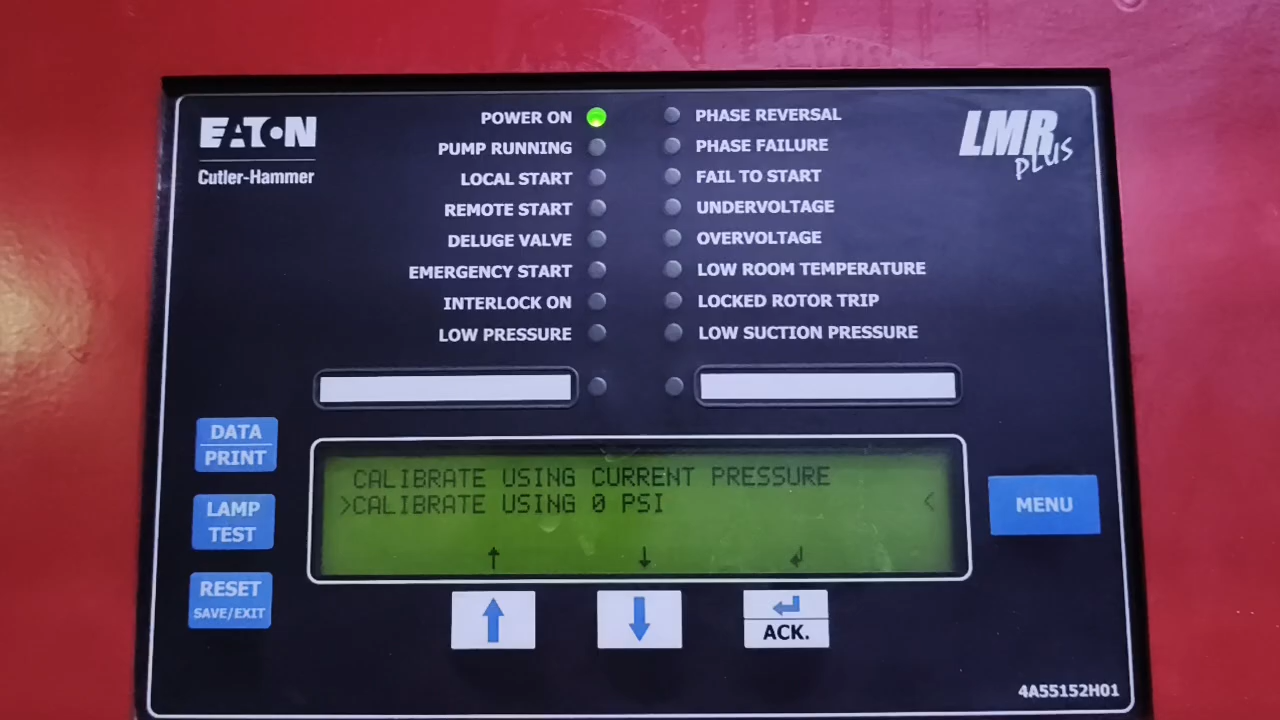 EATON
Cutler-Hammer
LMR
PLUS
POWER ON
PUMP RUNNING
LOCAL START
REMOTE START
DELUGE VALVE
EMERGENCY START
INTERLOCK ON
LOW PRESSURE
PHASE REVERSAL
PHASE FAILURE
FAIL TO START
UNDERVOLTAGE
OVERVOLTAGE
LOW ROOM TEMPERATURE
LOCKED ROTOR TRIP
LOW SUCTION PRESSURE
DATA
PRINT
LAMP
TEST
RESET
SAVE/EXIT
CALIBRATE USING CURRENT PRESSURE
>CALIBRATE USING 0 PSI <
↑ ↓ ↲
MENU
↑ ↓ ↲
ACK.
4A55152H01